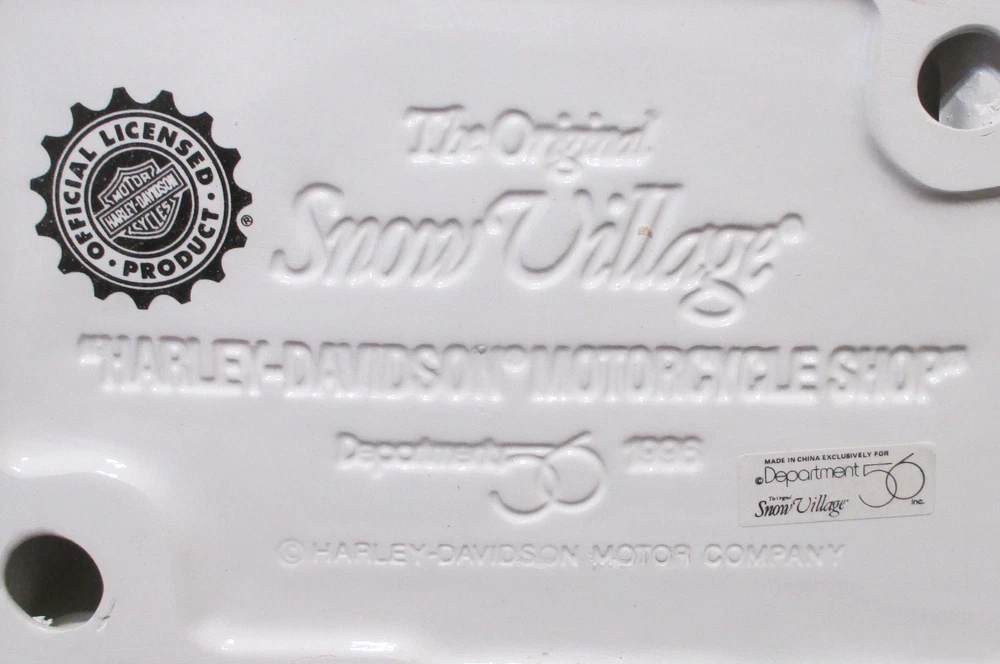 OFFICIAL LICENSED
· PRODUCT ·
MOTOR
HARLEY-DAVIDSON
CYCLES
®
The Original
Snow Village®
"HARLEY-DAVIDSON® MOTORCYCLE SHOP"
Department 56 1996
MADE IN CHINA EXCLUSIVELY FOR
©Department 56 Inc.
The Original
Snow Village®
© HARLEY-DAVIDSON MOTOR COMPANY